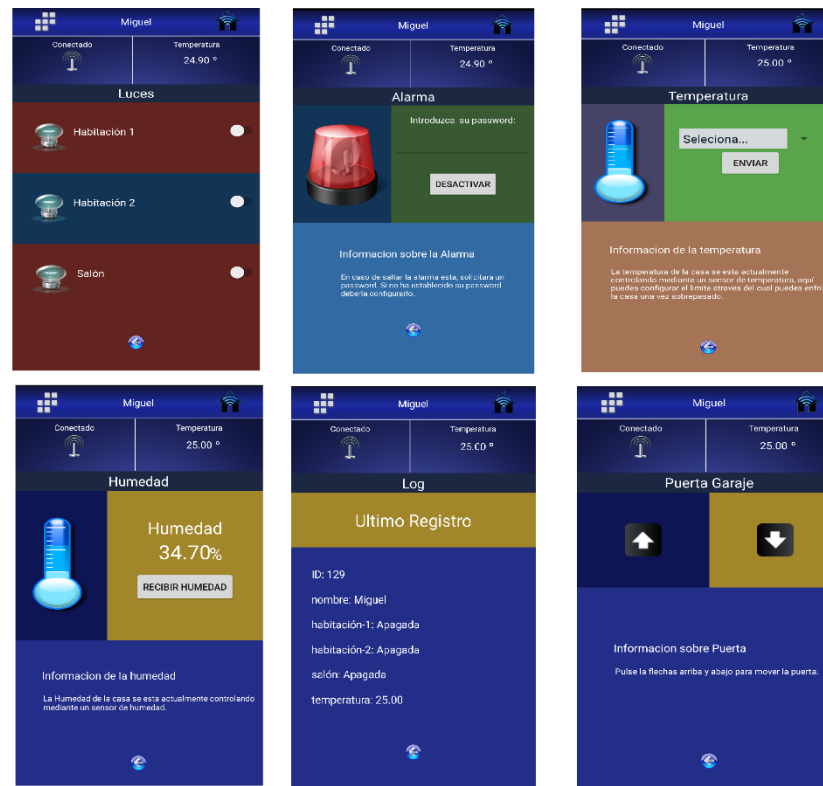 Miguel
Conectado
Temperatura
24.90 º
Luces
Habitación 1
Habitación 2
Salón
Miguel
Conectado
Temperatura
24.90 º
Alarma
Introduzca su password:
DESACTIVAR
Informacion sobre la Alarma
En caso de saltar la alarma esta, solicitara un
password. Si no ha establecido su password
deberia configurarlo.
Miguel
Conectado
Temperatura
25.00 º
Temperatura
Seleciona...
ENVIAR
Informacion de la temperatura
La temperatura de la casa se esta actualmente
controlando mediante un sensor de temperatura, aquí
puedes configurar el limite atraves del cual puedes enfri
la casa una vez sobrepasado.
Miguel
Conectado
Temperatura
25.00 º
Humedad
Humedad
34.70%
RECIBIR HUMEDAD
Informacion de la humedad
La Humedad de la casa se esta actualmente controlando
mediante un sensor de humedad.
Miguel
Conectado
Temperatura
25.00 º
Log
Ultimo Registro
ID: 129
nombre: Miguel
habitación-1: Apagada
habitación-2: Apagada
salón: Apagada
temperatura: 25.00
Miguel
Conectado
Temperatura
25.00 º
Puerta Garaje
Informacion sobre Puerta
Pulse la flechas arriba y abajo para mover la puerta.